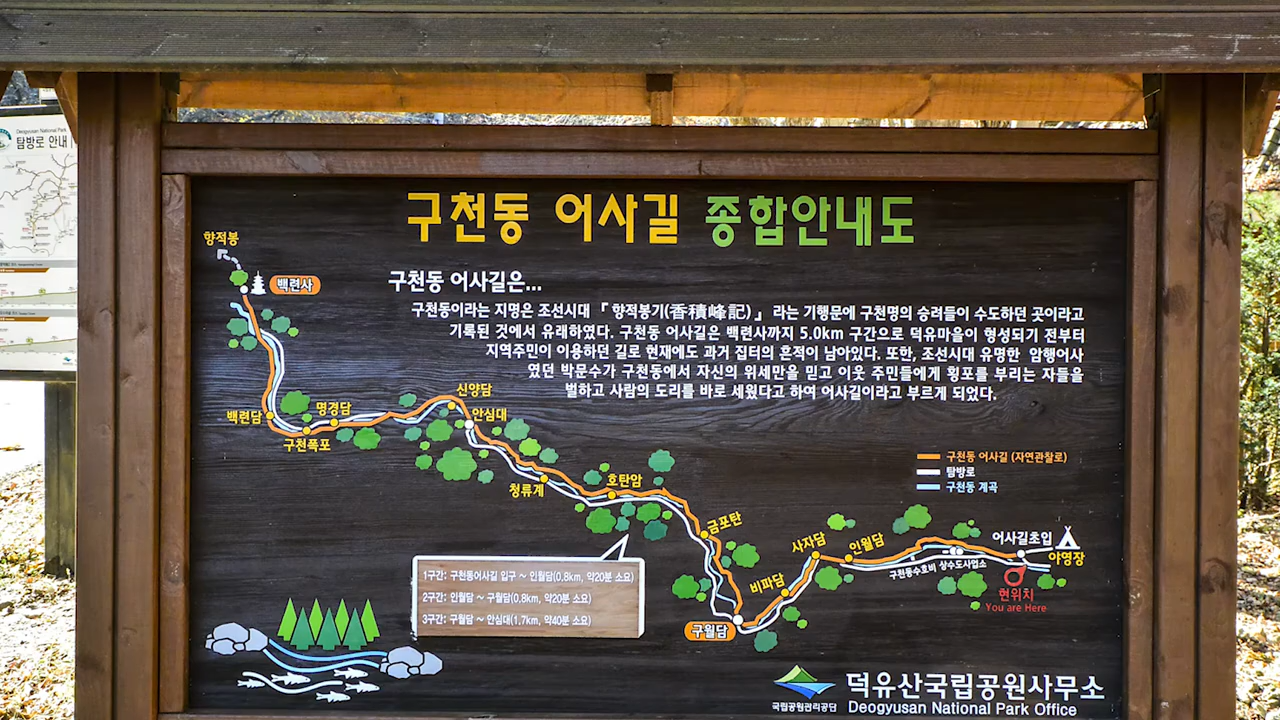 Deogyusan National Park
탐방로 안내
구천동 어사길 종합안내도
향적봉
백련사
구천동 어사길은...
구천동이라는 지명은 조선시대 『향적봉기(香積峰記)』 라는 기행문에 구천명의 승려들이 수도하던 곳이라고
기록된 것에서 유래하였다. 구천동 어사길은 백련사까지 5.0km 구간으로 덕유마을이 형성되기 전부터
지역주민이 이용하던 길로 현재에도 과거 집터의 흔적이 남아있다. 또한, 조선시대 유명한 암행어사
였던 박문수가 구천동에서 자신의 위세만을 믿고 이웃 주민들에게 횡포를 부리는 자들을
벌하고 사람의 도리를 바로 세웠다고 하여 어사길이라고 부르게 되었다.
신양담
안심대
명경담
백련담
구천폭포
구천동 어사길 (자연관찰로)
탐방로
구천동 계곡
청류계
호탄암
금포탄
사자담
인월담
어사길초입
야영장
구천동수호비
상수도사업소
비파담
현위치
You are Here
구월담
1구간: 구천동어사길 입구 ~ 인월담(0.8km, 약20분 소요)
2구간: 인월담 ~ 구월담(0.8km, 약20분 소요)
3구간: 구월담 ~ 안심대(1.7km, 약40분 소요)
국립공원관리공단
덕유산국립공원사무소
Deogyusan National Park Office